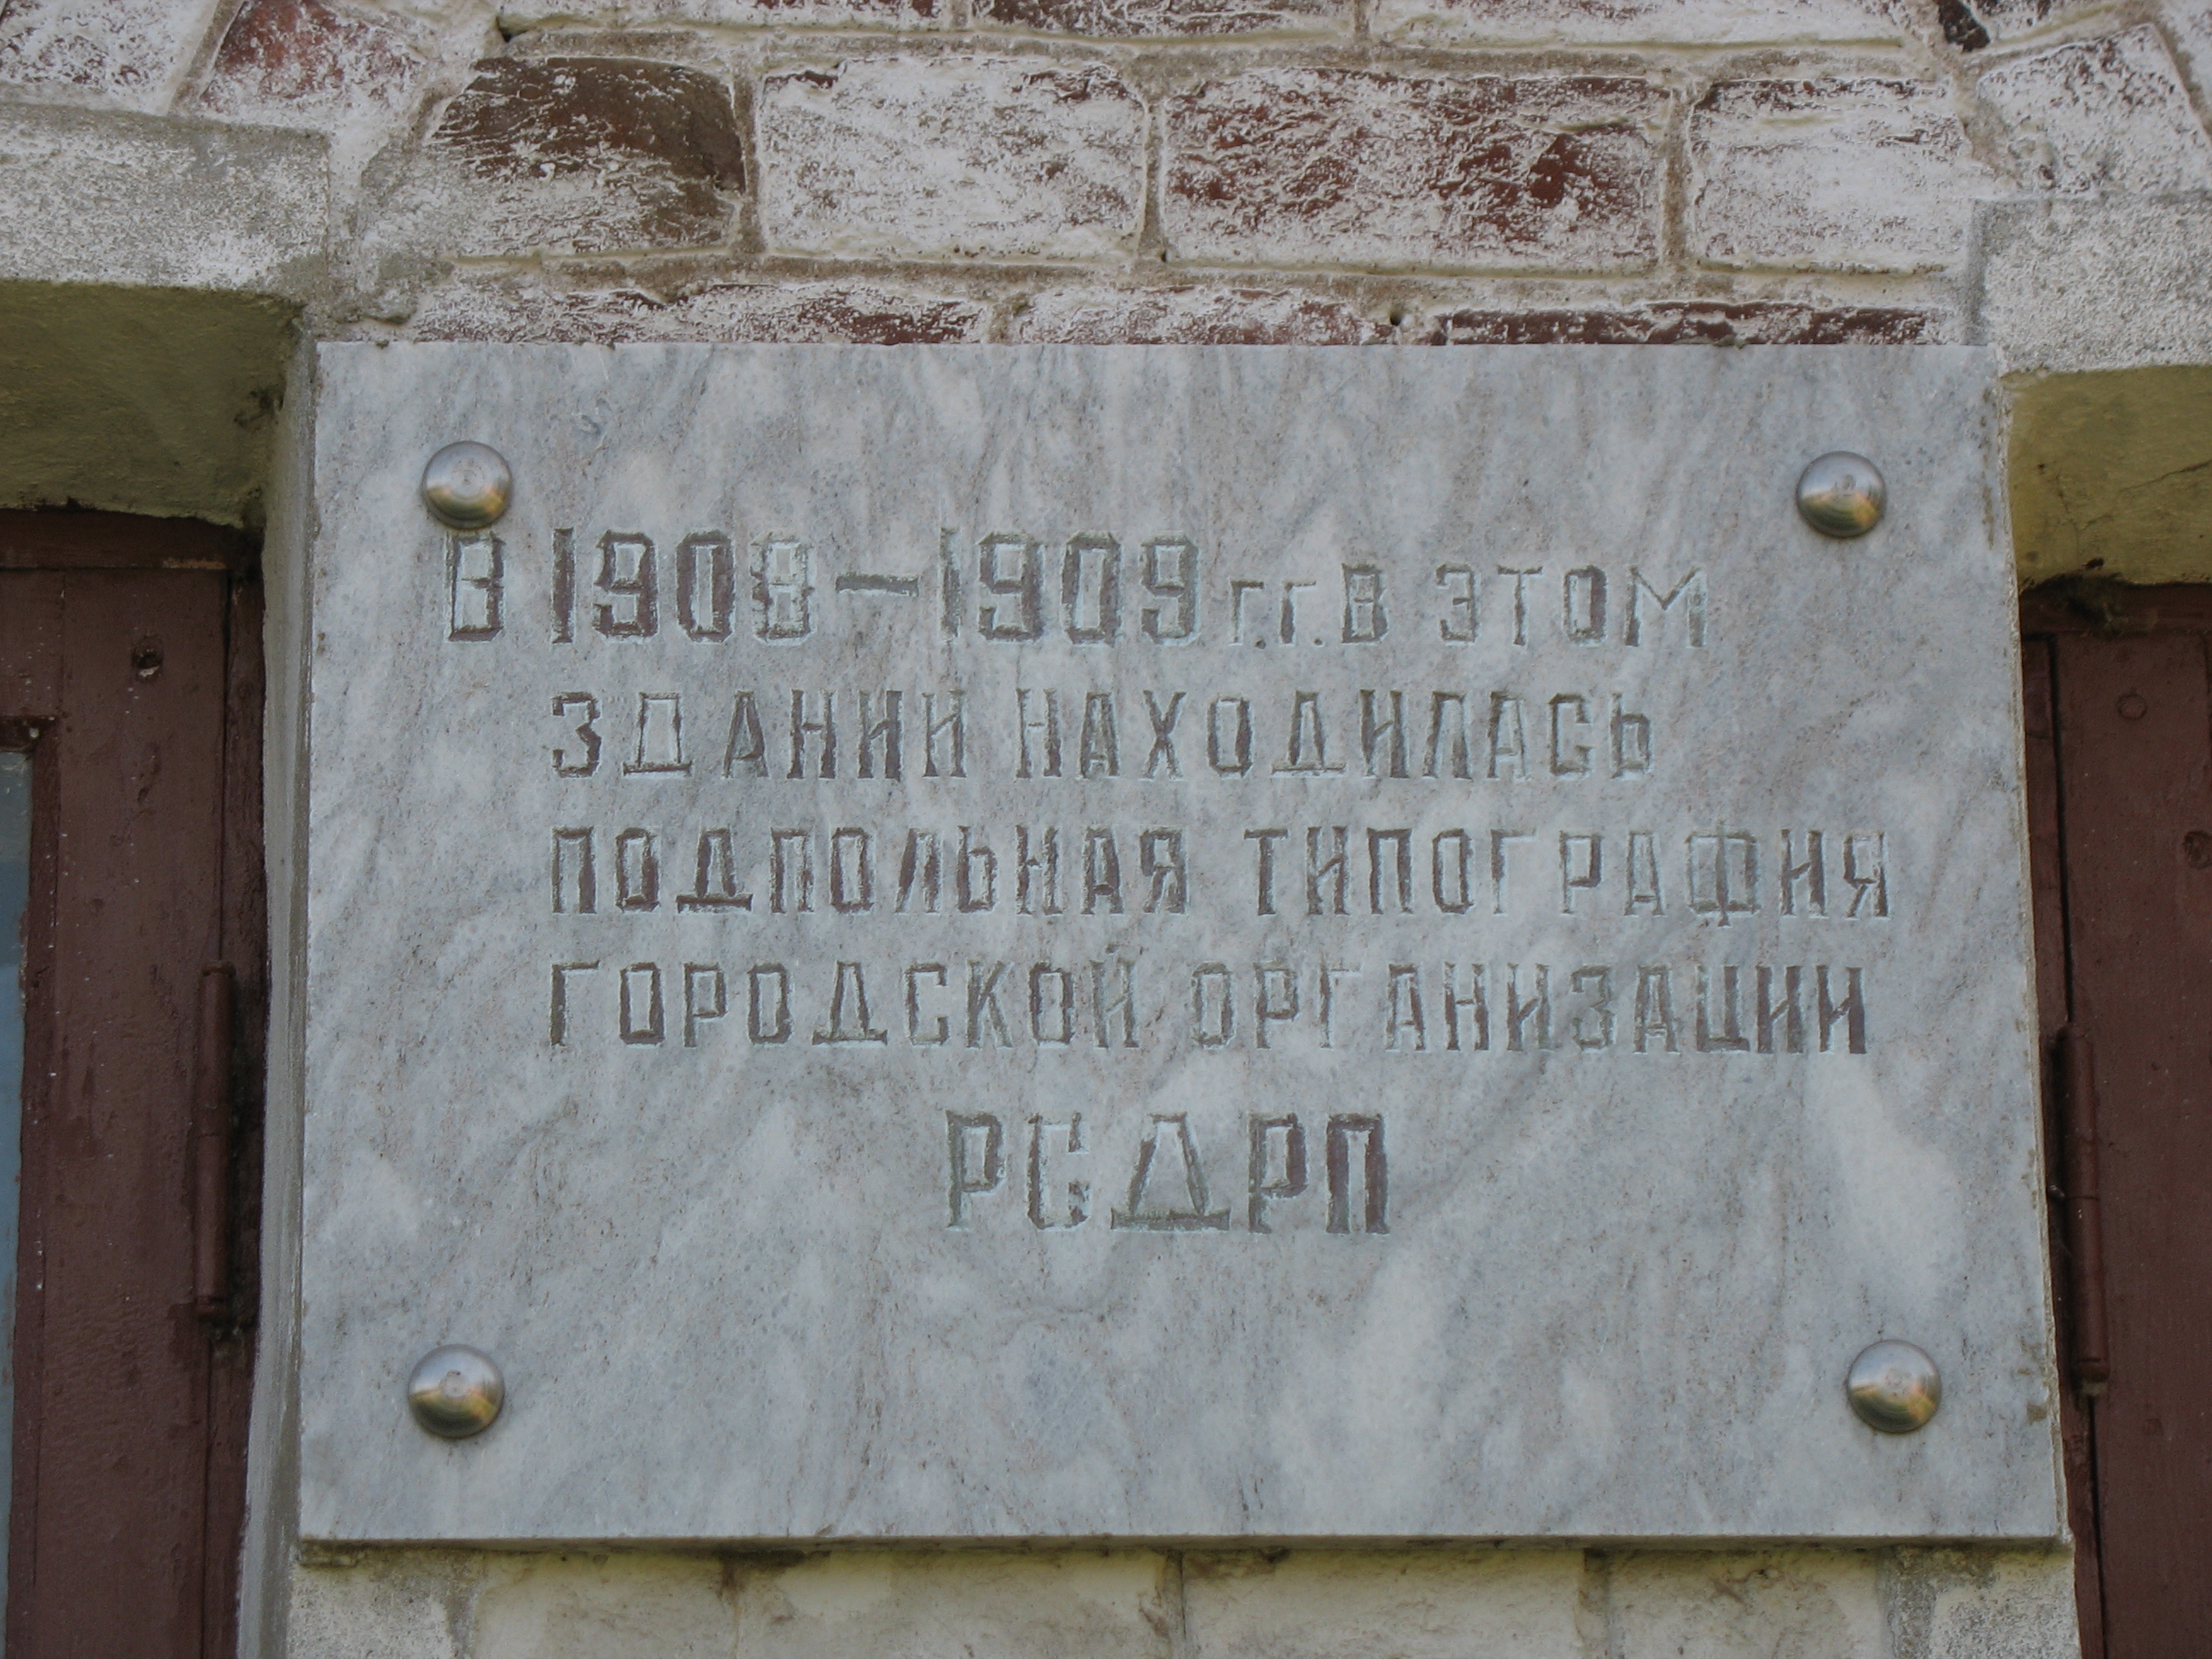 В 1908–1909 г.г. В ЭТОМ
ЗДАНИИ НАХОДИЛАСЬ
ПОДПОЛЬНАЯ ТИПОГРАФИЯ
ГОРОДСКОЙ ОРГАНИЗАЦИИ
РСДРП